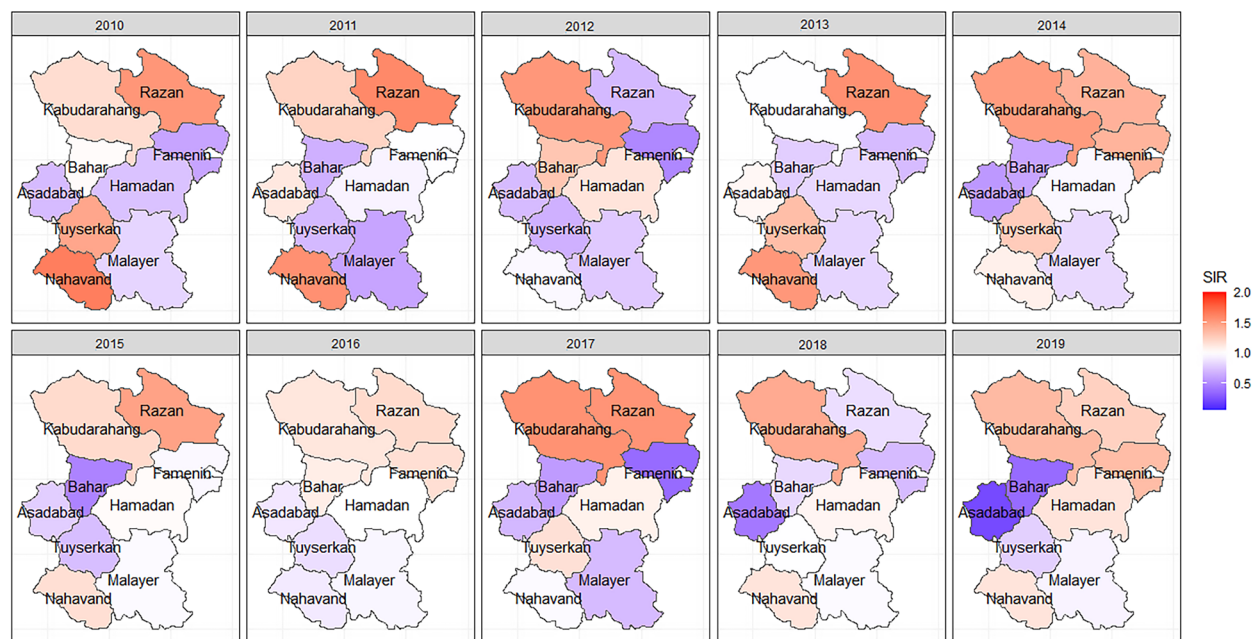 2010
Razan
Kabudarahang
Bahar
Famenin
Asadabad
Hamadan
Tuyserkan
Malayer
Nahavand
2011
Razan
Kabudarahang
Bahar
Famenin
Asadabad
Hamadan
Tuyserkan
Malayer
Nahavand
2012
Razan
Kabudarahang
Bahar
Famenin
Asadabad
Hamadan
Tuyserkan
Malayer
Nahavand
2013
Razan
Kabudarahang
Bahar
Famenin
Asadabad
Hamadan
Tuyserkan
Malayer
Nahavand
2014
Razan
Kabudarahang
Bahar
Famenin
Asadabad
Hamadan
Tuyserkan
Malayer
Nahavand
SIR
2.0
1.5
1.0
0.5
2015
Razan
Kabudarahang
Famenin
Bahar
Asadabad
Hamadan
Tuyserkan
Malayer
Nahavand
2016
Razan
Kabudarahang
Famenin
Bahar
Asadabad
Hamadan
Tuyserkan
Malayer
Nahavand
2017
Razan
Kabudarahang
Famenin
Bahar
Asadabad
Hamadan
Tuyserkan
Malayer
Nahavand
2018
Razan
Kabudarahang
Famenin
Bahar
Asadabad
Hamadan
Tuyserkan
Malayer
Nahavand
2019
Razan
Kabudarahang
Famenin
Bahar
Asadabad
Hamadan
Tuyserkan
Malayer
Nahavand